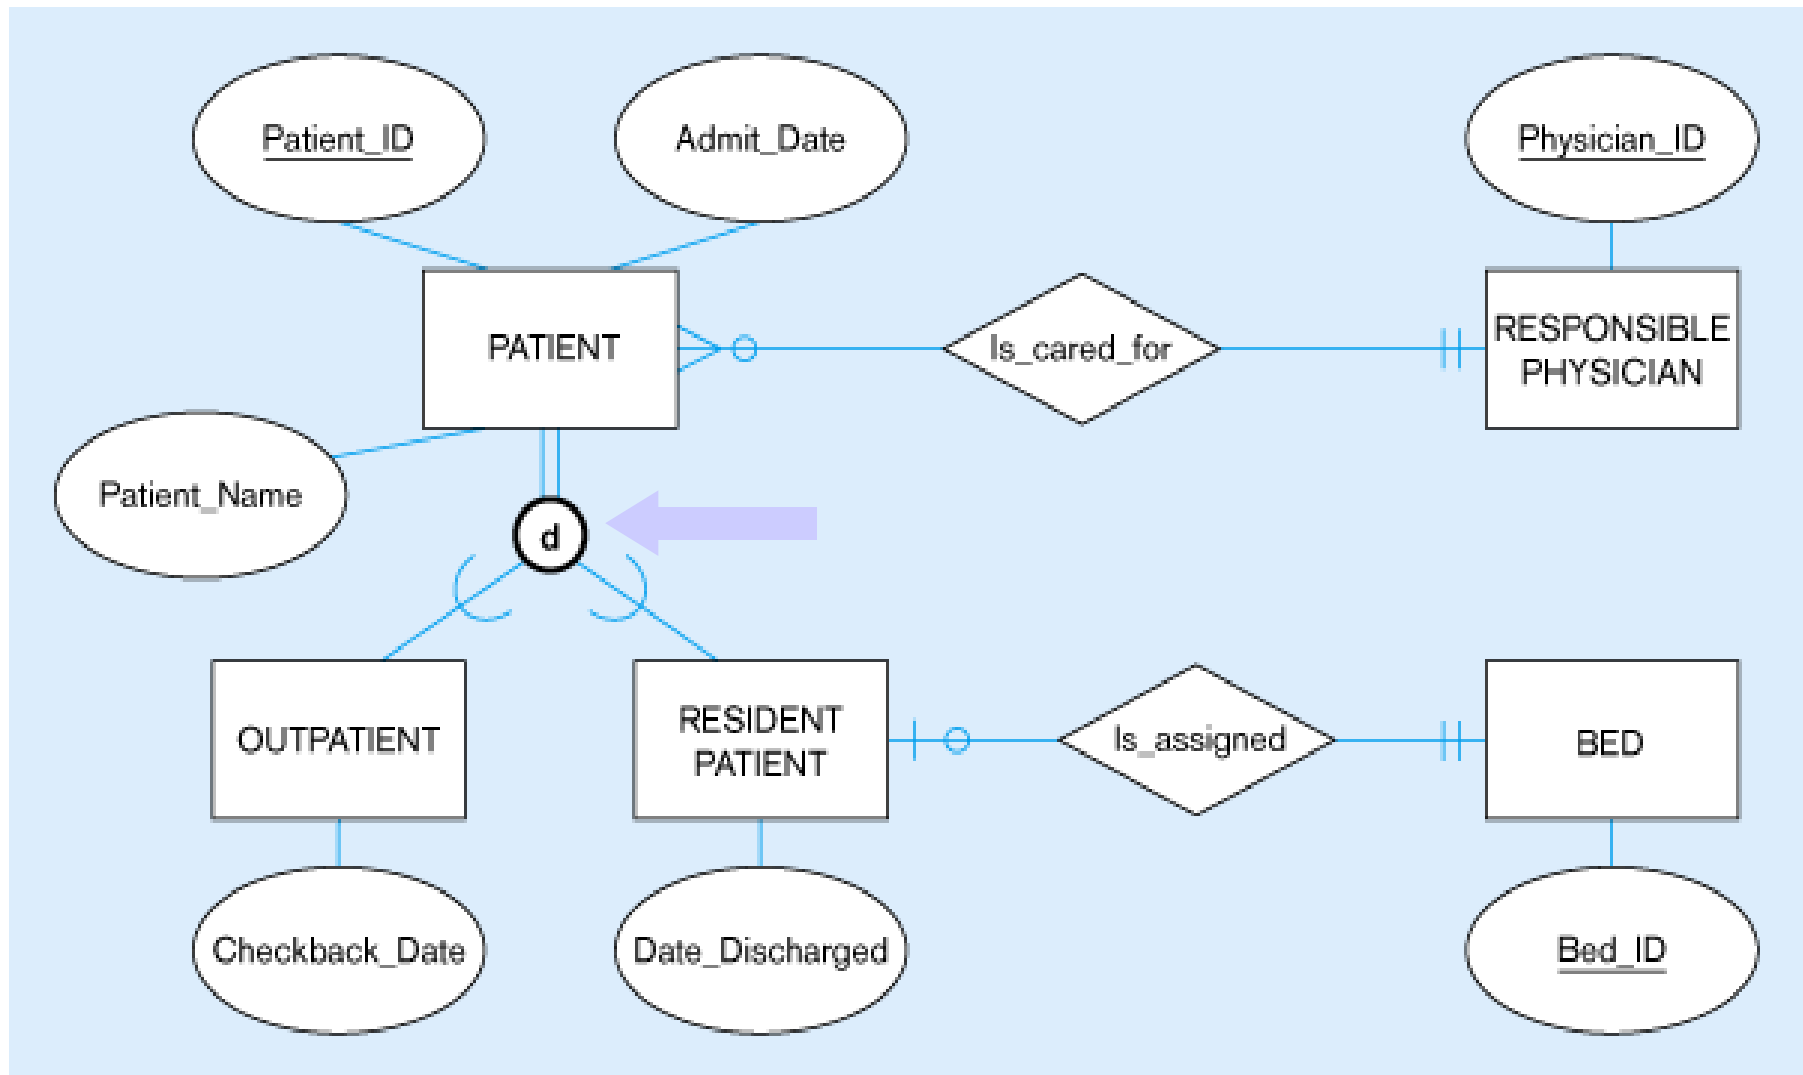 Patient_ID
Admit_Date
Physician_ID
PATIENT
Is_cared_for
RESPONSIBLE
PHYSICIAN
Patient_Name
d
OUTPATIENT
RESIDENT
PATIENT
Is_assigned
BED
Checkback_Date
Date_Discharged
Bed_ID